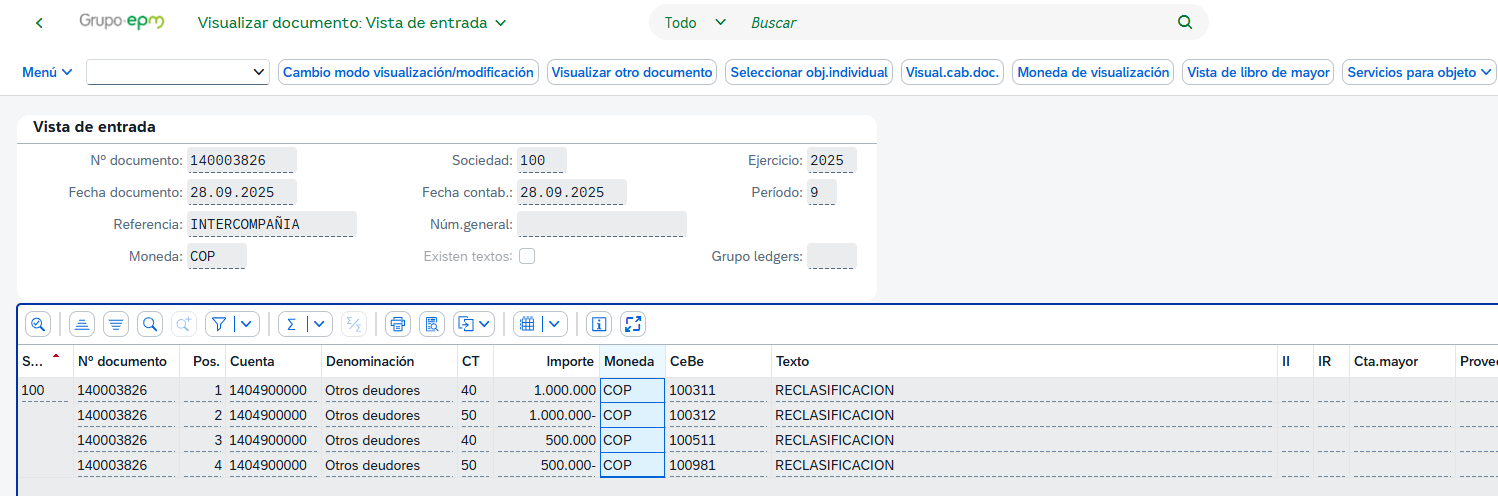 Grupo·epm
Visualizar documento: Vista de entrada
Todo
Buscar
Menú
Cambio modo visualización/modificación
Visualizar otro documento
Seleccionar obj.individual
Visual.cab.doc.
Moneda de visualización
Vista de libro de mayor
Servicios para objeto
Vista de entrada
Nº documento: 140003826 Sociedad: 100 Ejercicio: 2025
Fecha documento: 28.09.2025 Fecha contab.: 28.09.2025 Período: 9
Referencia: INTERCOMPAÑIA Núm.general:
Moneda: COP Existen textos: Grupo ledgers:
S... Nº documento Pos. Cuenta Denominación CT Importe Moneda CeBe Texto II IR Cta.mayor Provee
100 140003826 1 1404900000 Otros deudores 40 1.000.000 COP 100311 RECLASIFICACION
140003826 2 1404900000 Otros deudores 50 1.000.000- COP 100312 RECLASIFICACION
140003826 3 1404900000 Otros deudores 40 500.000 COP 100511 RECLASIFICACION
140003826 4 1404900000 Otros deudores 50 500.000- COP 100981 RECLASIFICACION